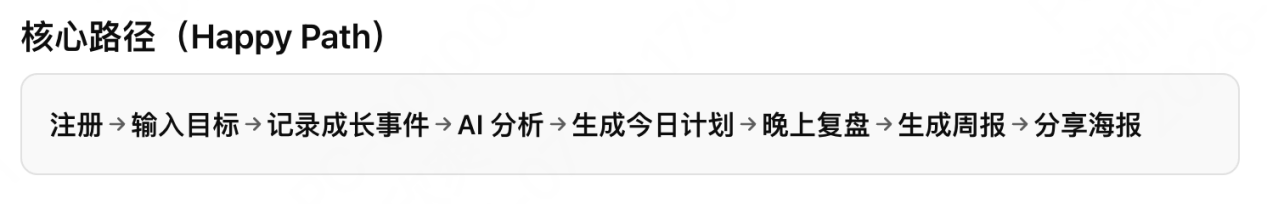 核心路径（Happy Path）
注册→输入目标→记录成长事件→AI 分析→生成今日计划→晚上复盘→生成周报→分享海报